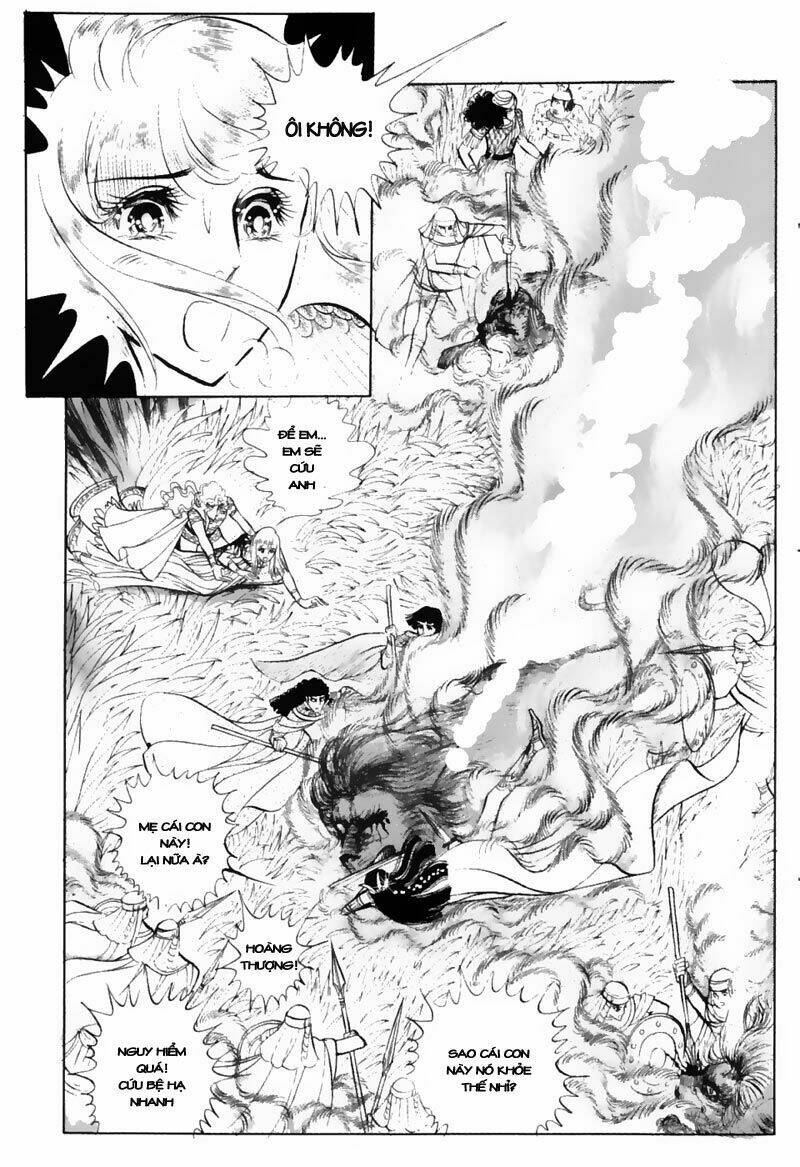 ÔI KHÔNG!
ĐỂ EM...
EM SẼ
CỨU
ANH
MẸ CÁI CON
NÀY!
LẠI NỮA À?
HOÀNG
THƯỢNG!
NGUY HIỂM
QUÁ!
CỨU BỆ HẠ
NHANH
SAO CÁI CON
NÀY NÓ KHỎE
THẾ NHỈ?